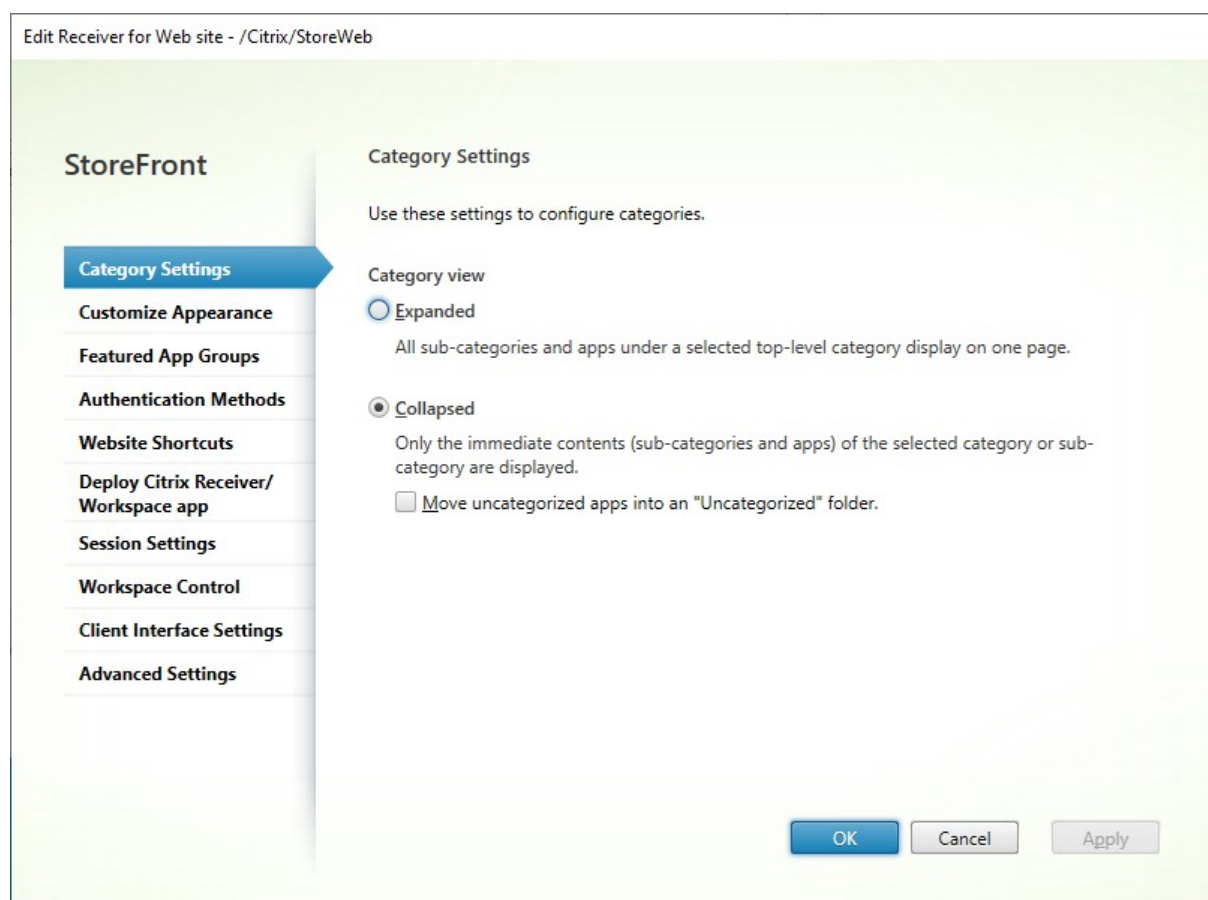 Edit Receiver for Web site - /Citrix/StoreWeb
StoreFront
Category Settings
Customize Appearance
Featured App Groups
Authentication Methods
Website Shortcuts
Deploy Citrix Receiver/
Workspace app
Session Settings
Workspace Control
Client Interface Settings
Advanced Settings
Category Settings
Use these settings to configure categories.
Category view
Expanded
All sub-categories and apps under a selected top-level category display on one page.
Collapsed
Only the immediate contents (sub-categories and apps) of the selected category or sub-
category are displayed.
Move uncategorized apps into an "Uncategorized" folder.
OK
Cancel
Apply